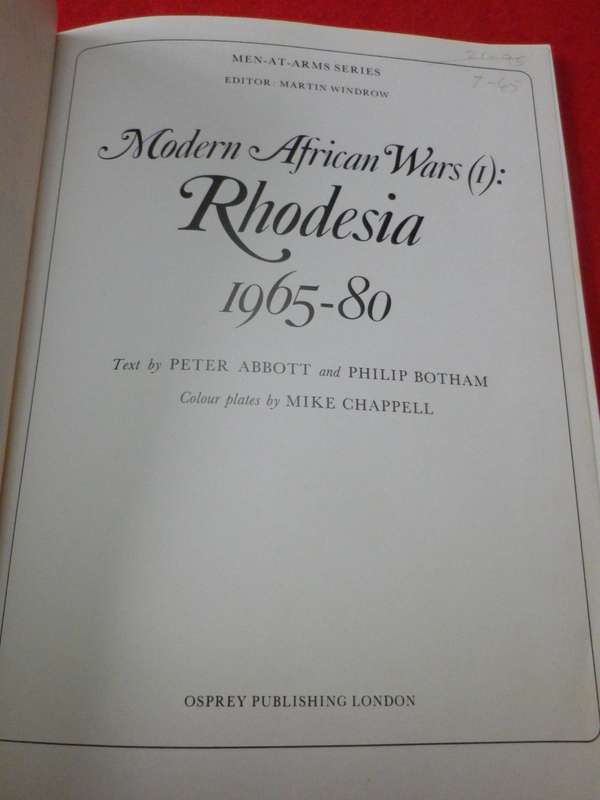 MEN-AT-ARMS SERIES
EDITOR: MARTIN WINDROW
Modern African Wars (1):
Rhodesia
1965-80
Text by PETER ABBOTT and PHILIP BOTHAM
Colour plates by MIKE CHAPPELL
OSPREY PUBLISHING LONDON